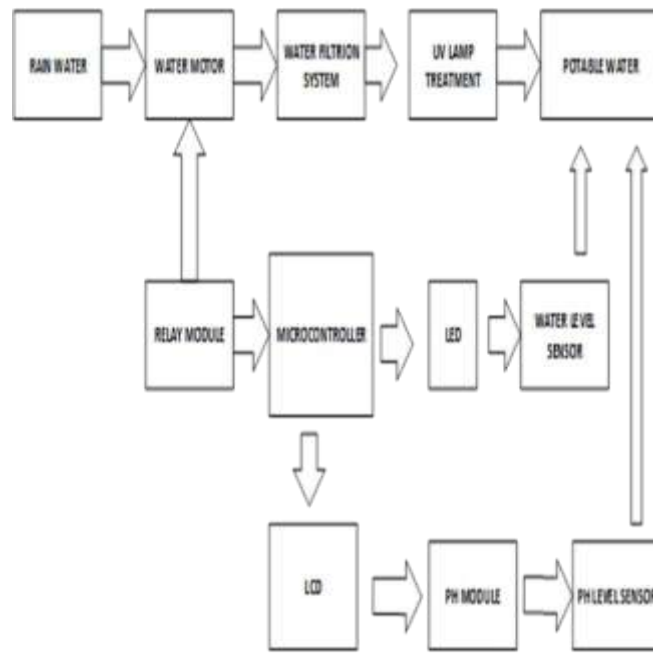 RAIN WATER
WATER MOTOR
WATER FILTRION
SYSTEM
UV LAMP
TREATMENT
POTABLE WATER
RELAY MODULE
MICROCONTROLLER
LED
WATER LEVEL
SENSOR
LCD
PH MODULE
PH LEVEL SENSOR